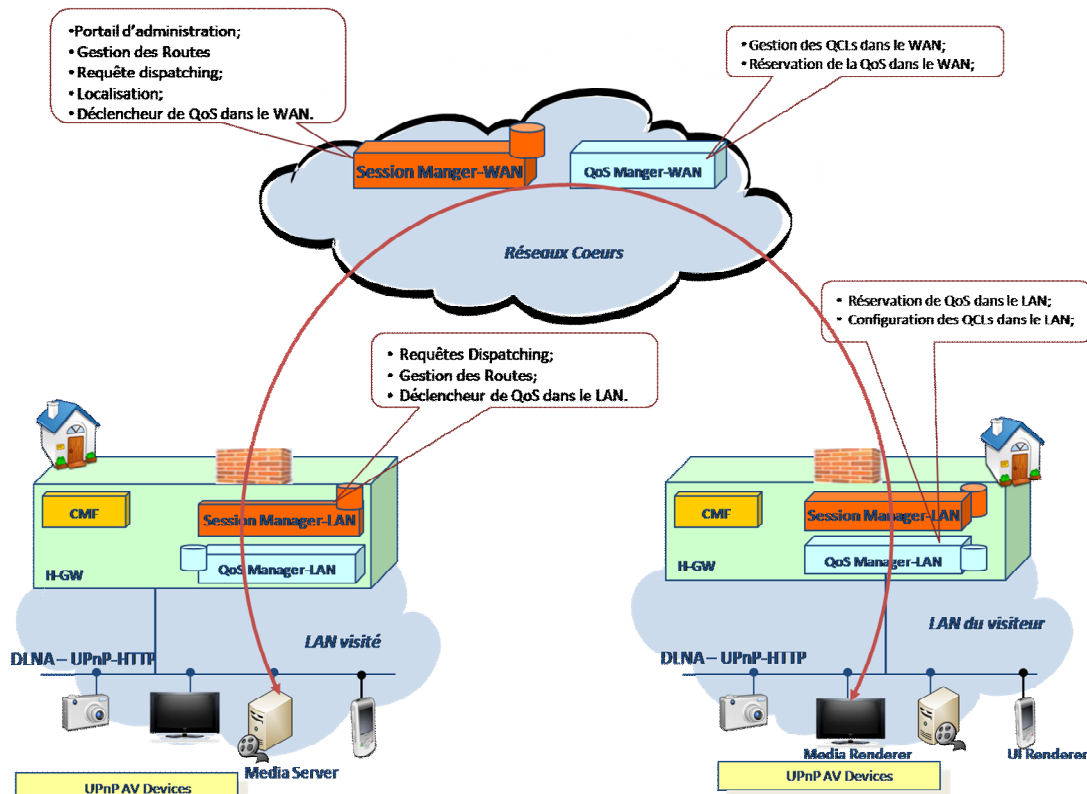 •Portail d'administration;
• Gestion des Routes
• Requête dispatching;
• Localisation;
• Déclencheur de QoS dans le WAN.
• Gestion des QCLs dans le WAN;
• Réservation de la QoS dans le WAN;
Session Manger-WAN
QoS Manger-WAN
Réseaux Coeurs
• Réservation de QoS dans le LAN;
• Configuration des QCLs dans le LAN;
• Requêtes Dispatching;
• Gestion des Routes;
• Déclencheur de QoS dans le LAN.
CMF
Session Manager-LAN
QoS Manager-LAN
H-GW
CMF
Session Manager-LAN
QoS Manager-LAN
H-GW
LAN visité
DLNA – UPnP-HTTP
LAN du visiteur
DLNA – UPnP-HTTP
Media Server
UPnP AV Devices
Media Renderer
UI Renderer
UPnP AV Devices